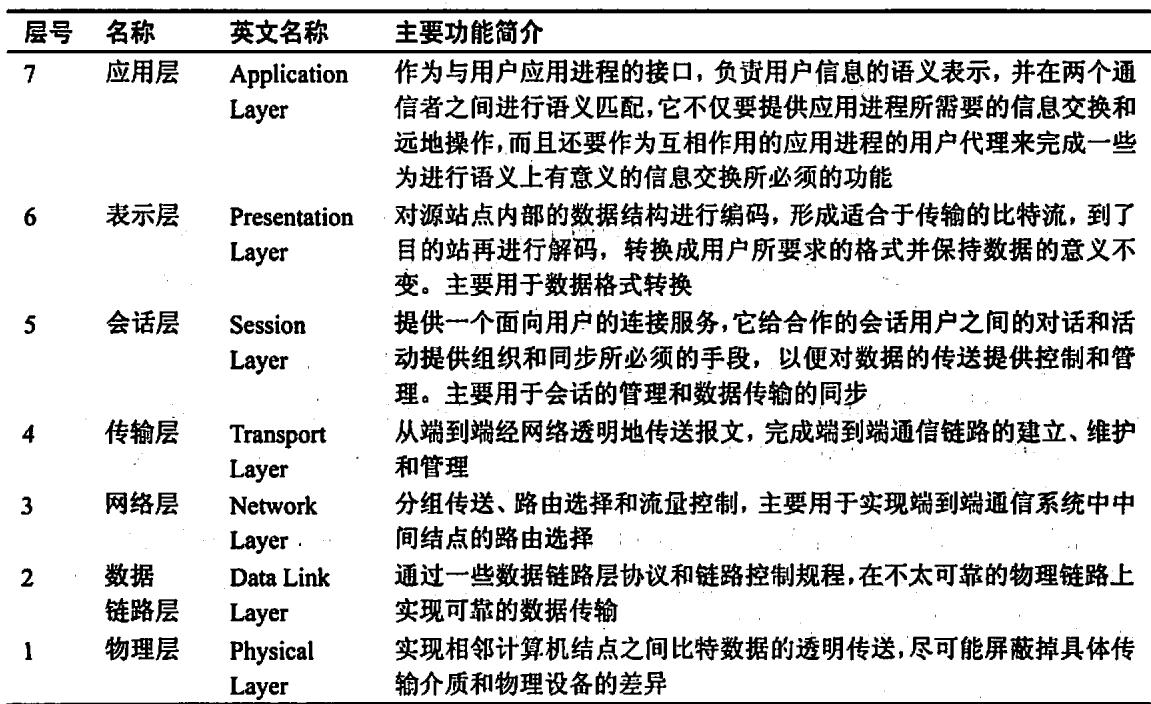 层号 名称 英文名称 主要功能简介
7 应用层 Application 作为与用户应用进程的接口，负责用户信息的语义表示，并在两个通
Layer 信者之间进行语义匹配，它不仅要提供应用进程所需要的信息交换和
远地操作，而且还要作为互相作用的应用进程的用户代理来完成一些
为进行语义上有意义的信息交换所必须的功能
6 表示层 Presentation 对源站点内部的数据结构进行编码，形成适合于传输的比特流，到了
Layer 目的站再进行解码，转换成用户所要求的格式并保持数据的意义不
变。主要用于数据格式转换
5 会话层 Session 提供一个面向用户的连接服务，它给合作的会话用户之间的对话和活
Layer 动提供组织和同步所必须的手段，以便对数据的传送提供控制和管
理。主要用于会话的管理和数据传输的同步
4 传输层 Transport 从端到端经网络透明地传送报文，完成端到端通信链路的建立、维护
Layer 和管理
3 网络层 Network 分组传送、路由选择和流量控制，主要用于实现端到端通信系统中中
Layer 间结点的路由选择
2 数据 Data Link 通过一些数据链路层协议和链路控制规程，在不太可靠的物理链路上
链路层 Layer 实现可靠的数据传输
1 物理层 Physical 实现相邻计算机结点之间比特数据的透明传送，尽可能屏蔽掉具体传
Layer 输介质和物理设备的差异